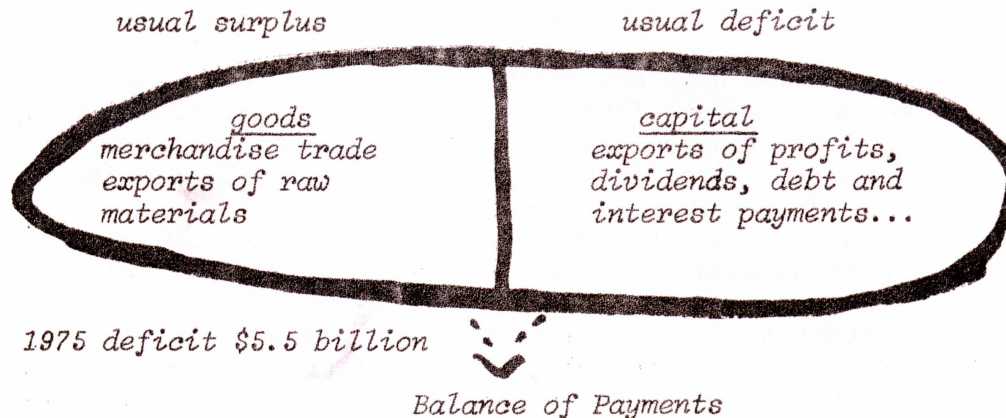 usual surplus
usual deficit
goods
merchandise trade
exports of raw
materials
capital
exports of profits,
dividends, debt and
interest payments...
1975 deficit $5.5 billion
Balance of Payments